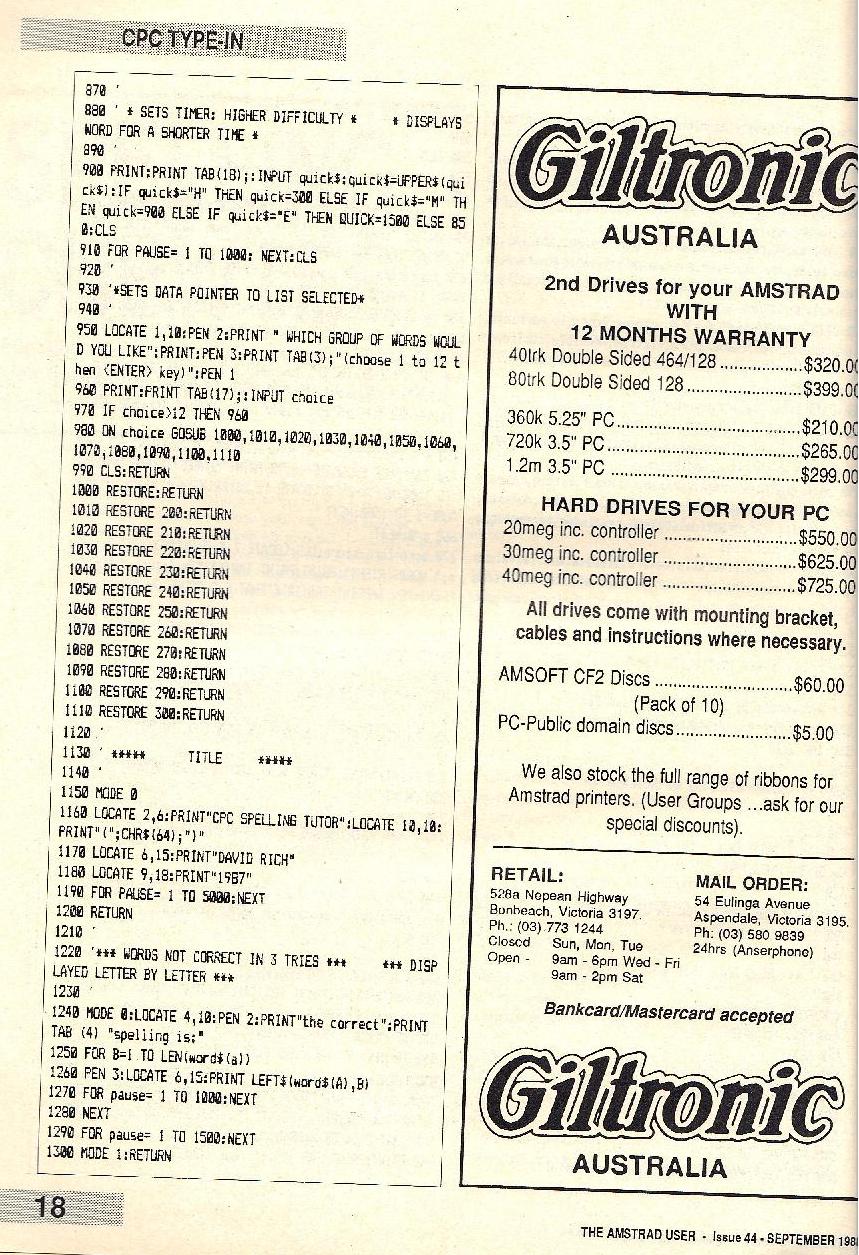 CPC TYPE-IN
870 '
880 ' * SETS TIMER: HIGHER DIFFICULTY *     * DISPLAYS
WORD FOR A SHORTER TIME *
890 '
900 PRINT:PRINT TAB(18);:INPUT quick$:quick$=UPPER$(qui
ck$):IF quick$="H" THEN quick=300 ELSE IF quick$="M" TH
EN quick=900 ELSE IF quick$="E" THEN QUICK=1500 ELSE 85
0:CLS
910 FOR PAUSE= 1 TO 1000: NEXT:CLS
920 '
930 '*SETS DATA POINTER TO LIST SELECTED*
940 '
950 LOCATE 1,10:PEN 2:PRINT " WHICH GROUP OF WORDS WOUL
D YOU LIKE":PRINT:PEN 3:PRINT TAB(3);"(choose 1 to 12 t
hen <ENTER> key)":PEN 1
960 PRINT:PRINT TAB(17);:INPUT choice
970 IF choice>12 THEN 960
980 ON choice GOSUB 1000,1010,1020,1030,1040,1050,1060,
1070,1080,1090,1100,1110
990 CLS:RETURN
1000 RESTORE:RETURN
1010 RESTORE 200:RETURN
1020 RESTORE 210:RETURN
1030 RESTORE 220:RETURN
1040 RESTORE 230:RETURN
1050 RESTORE 240:RETURN
1060 RESTORE 250:RETURN
1070 RESTORE 260:RETURN
1080 RESTORE 270:RETURN
1090 RESTORE 280:RETURN
1100 RESTORE 290:RETURN
1110 RESTORE 300:RETURN
1120 '
1130 ' *****     TITLE     *****
1140 '
1150 MODE 0
1160 LOCATE 2,6:PRINT"CPC SPELLING TUTOR":LOCATE 10,10:
PRINT"(";CHR$(64);")"
1170 LOCATE 6,15:PRINT"DAVID RICH"
1180 LOCATE 9,18:PRINT"1987"
1190 FOR PAUSE= 1 TO 5000:NEXT
1200 RETURN
1210 '
1220 '*** WORDS NOT CORRECT IN 3 TRIES ***     *** DISP
LAYED LETTER BY LETTER ***
1230 '
1240 MODE 0:LOCATE 4,10:PEN 2:PRINT"the correct":PRINT
TAB (4) "spelling is:"
1250 FOR B=1 TO LEN(word$(a))
1260 PEN 3:LOCATE 6,15:PRINT LEFT$(word$(A),B)
1270 FOR pause= 1 TO 1000:NEXT
1280 NEXT
1290 FOR pause= 1 TO 1500:NEXT
1300 MODE 1:RETURN
Giltronic
AUSTRALIA
2nd Drives for your AMSTRAD
WITH
12 MONTHS WARRANTY
40trk Double Sided 464/128 ................$320.00
80trk Double Sided 128 ......................$399.00
360k 5.25" PC....................................$210.00
720k 3.5" PC......................................$265.00
1.2m 3.5" PC .....................................$299.00
HARD DRIVES FOR YOUR PC
20meg inc. controller ..........................$550.00
30meg inc. controller ..........................$625.00
40meg inc. controller ..........................$725.00
All drives come with mounting bracket,
cables and instructions where necessary.
AMSOFT CF2 Discs ...........................$60.00
(Pack of 10)
PC-Public domain discs.......................$5.00
We also stock the full range of ribbons for
Amstrad printers. (User Groups ...ask for our
special discounts).
RETAIL:
528a Nepean Highway
Bonbeach, Victoria 3197.
Ph.: (03) 773 1244
Closed Sun, Mon, Tue
Open - 9am - 6pm Wed - Fri
9am - 2pm Sat
MAIL ORDER:
54 Eulinga Avenue
Aspendale, Victoria 3195.
Ph: (03) 580 9839
24hrs (Anserphone)
Bankcard/Mastercard accepted
Giltronic
AUSTRALIA
18
THE AMSTRAD USER - Issue 44 - SEPTEMBER 198